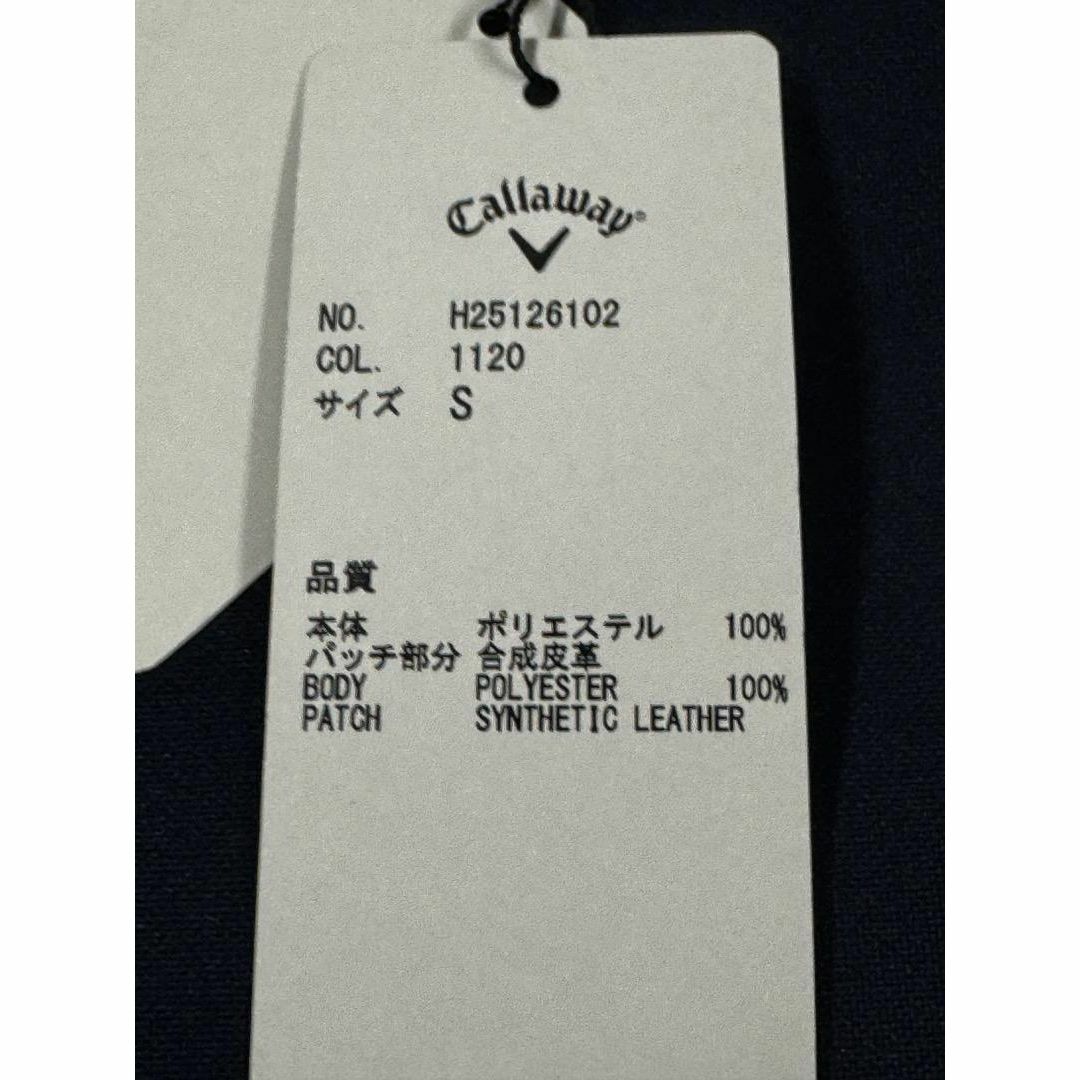 Callaway®
NO. H25126102
COL. 1120
サイズ S
品質
本体 ポリエステル 100%
パッチ部分 合成皮革
BODY POLYESTER 100%
PATCH SYNTHETIC LEATHER